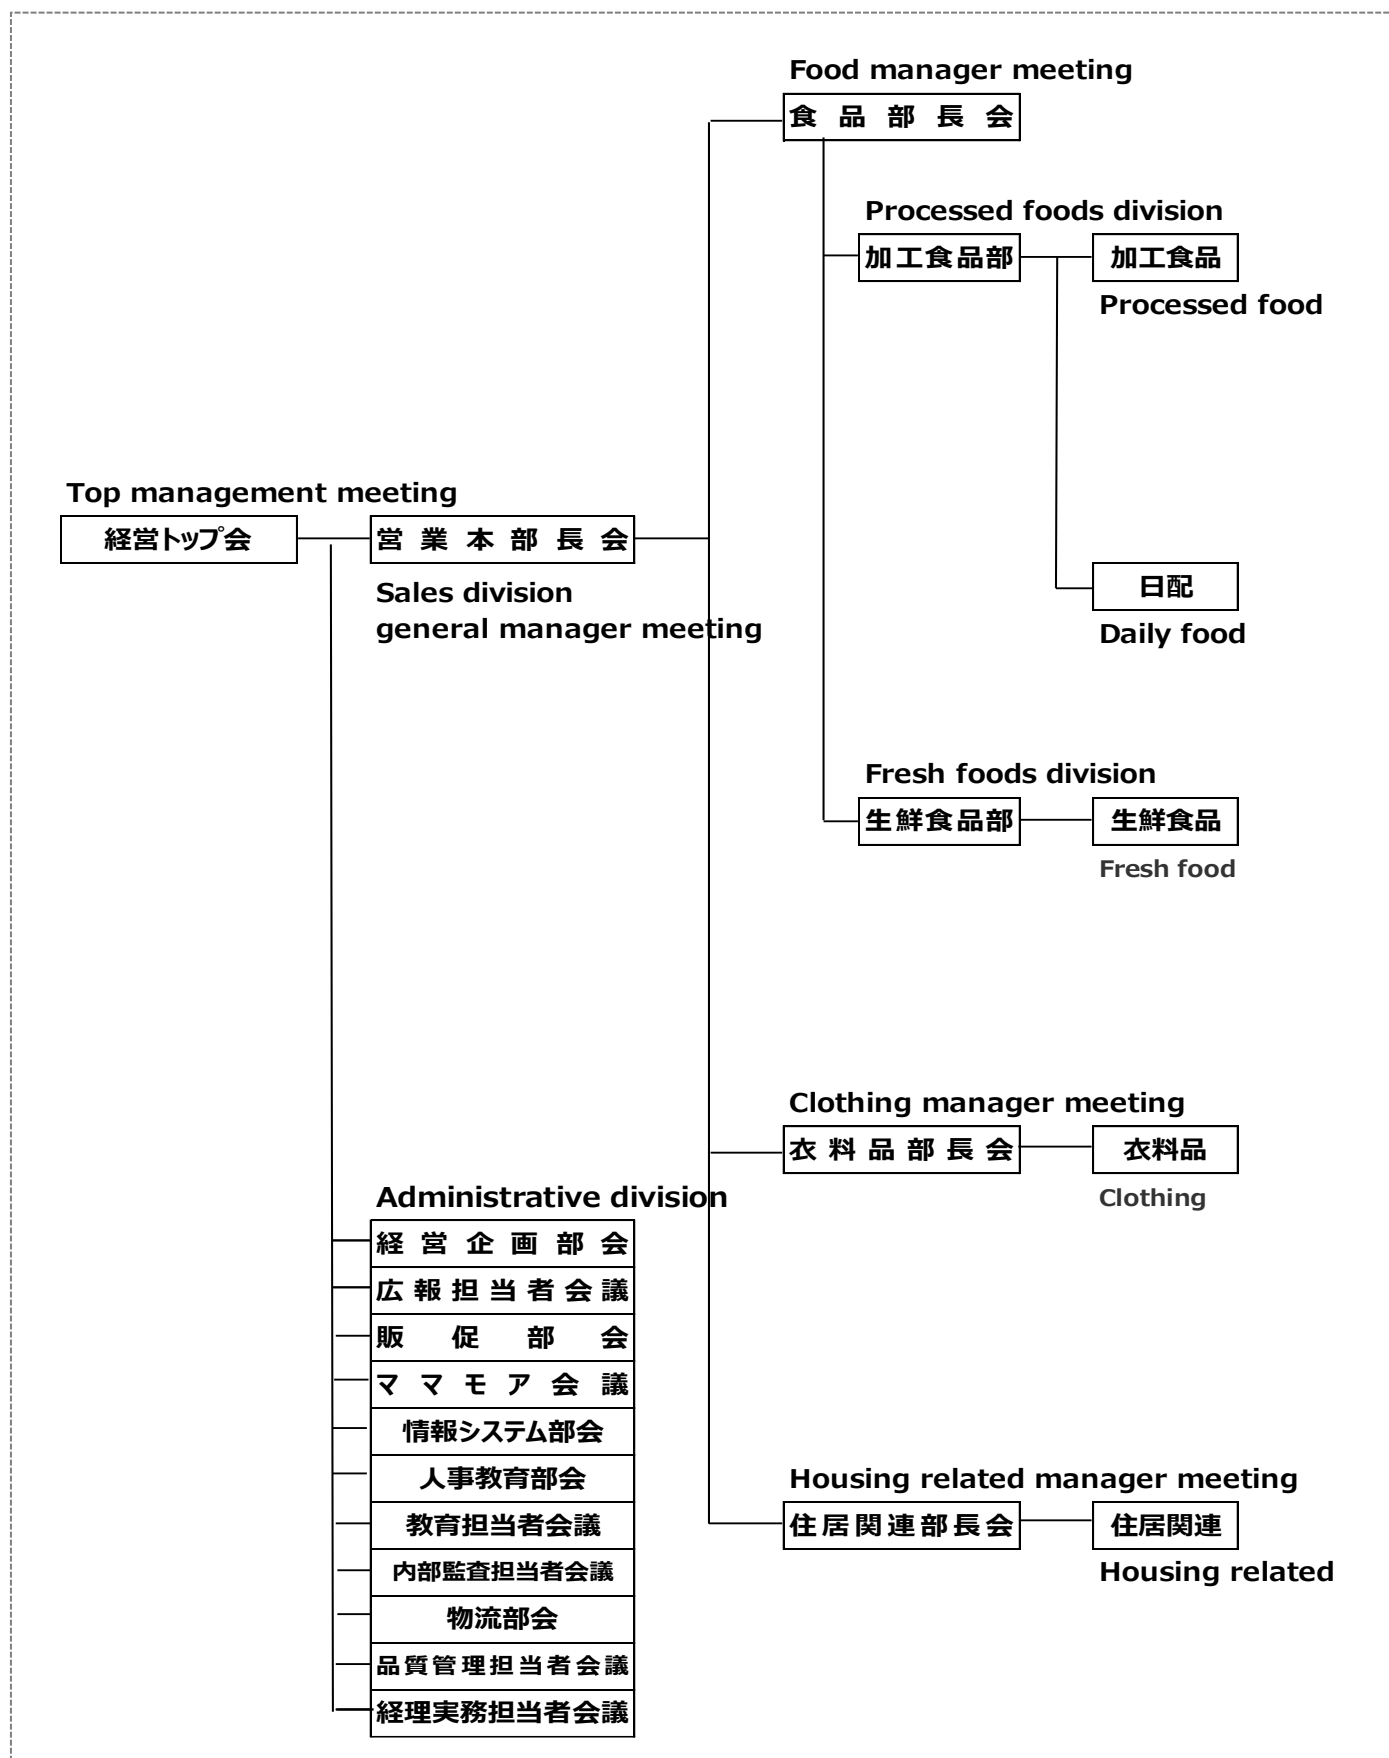 Food manager meeting
食品部長会
Processed foods division
加工食品部
加工食品
Processed food
Top management meeting
経営トップ会
営業本部長会
Sales division
general manager meeting
日配
Daily food
Fresh foods division
生鮮食品部
生鮮食品
Fresh food
Clothing manager meeting
衣料品部長会
衣料品
Clothing
Administrative division
経営企画部会
広報担当者会議
販促部会
ママモア会議
情報システム部会
人事教育部会
教育担当者会議
内部監査担当者会議
物流部会
品質管理担当者会議
経理実務担当者会議
Housing related manager meeting
住居関連部長会
住居関連
Housing related